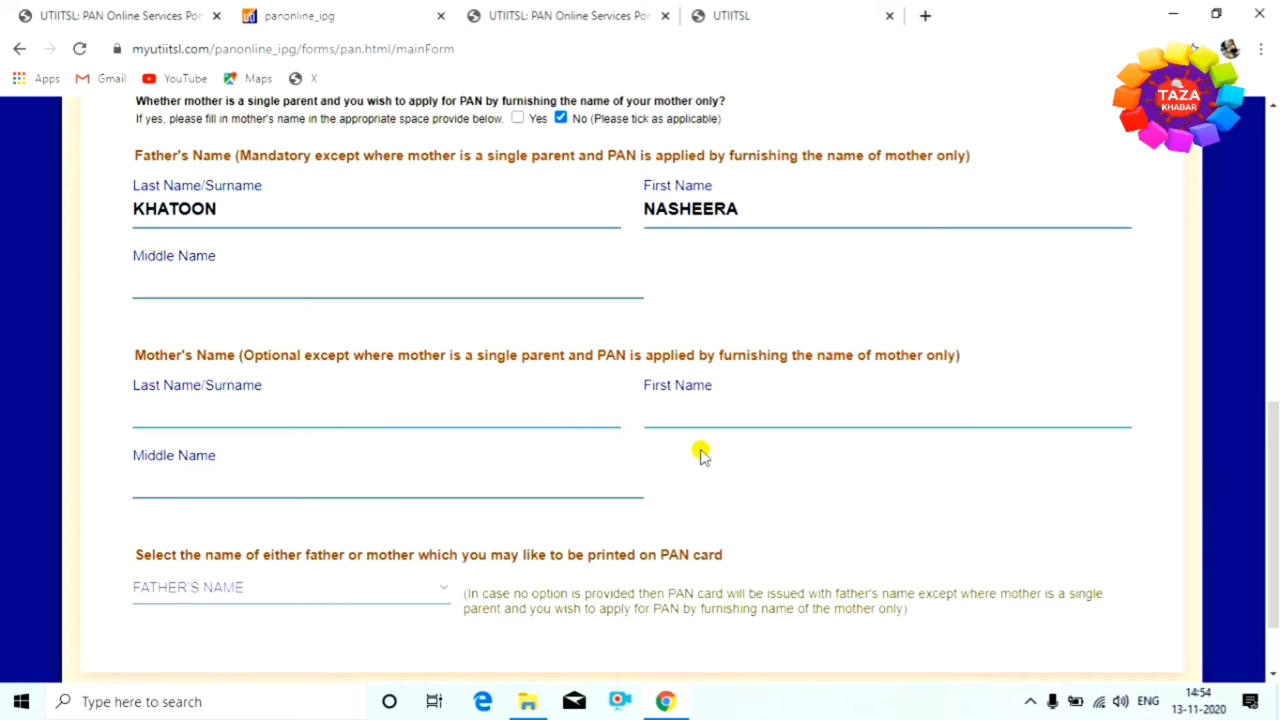 UTIITSL: PAN Online Services Por
panonline_ipg
UTIITSL: PAN Online Services Por
UTIITSL
myutiitsl.com/panonline_ipg/forms/pan.html/mainForm
Apps
Gmail
YouTube
Maps
X
TAZA
KHABAR
Whether mother is a single parent and you wish to apply for PAN by furnishing the name of your mother only?
If yes, please fill in mother's name in the appropriate space provide below. Yes No (Please tick as applicable)
Father's Name (Mandatory except where mother is a single parent and PAN is applied by furnishing the name of mother only)
Last Name/Surname
First Name
KHATOON
NASHEERA
Middle Name
Mother's Name (Optional except where mother is a single parent and PAN is applied by furnishing the name of mother only)
Last Name/Surname
First Name
Middle Name
Select the name of either father or mother which you may like to be printed on PAN card
FATHER'S NAME
(In case no option is provided then PAN card will be issued with father's name except where mother is a single
parent and you wish to apply for PAN by furnishing name of the mother only)
Type here to search
ENG
14:54
13-11-2020